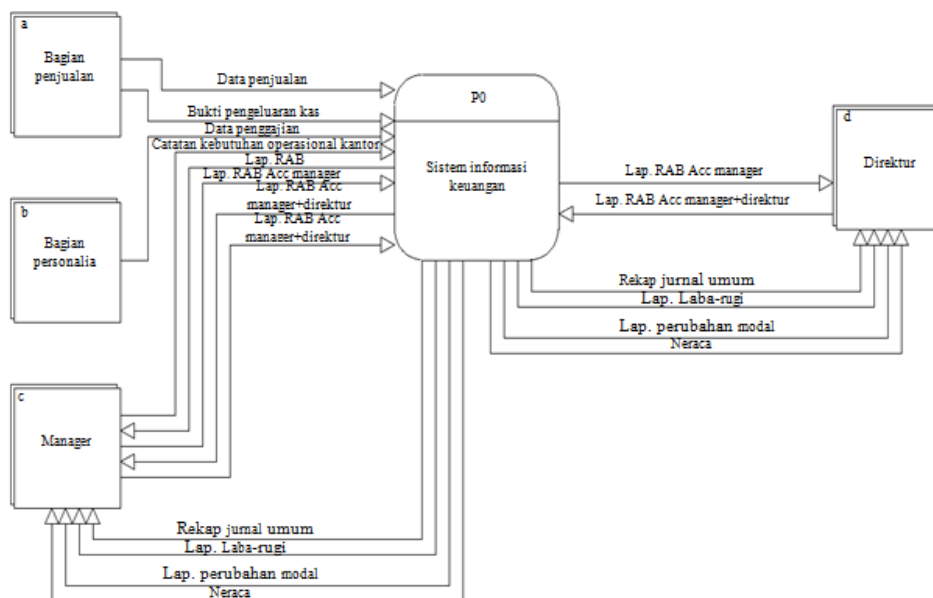 a
Bagian
penjualan
Data penjualan
Bukti pengeluaran kas
Data penggajian
Catatan kebutuhan operasional kantor
Lap. RAB
Lap. RAB Acc manager
Lap. RAB Acc
manager+direktur
Lap. RAB Acc
manager+direktur
P0
Sistem informasi
keuangan
d
Direktur
Lap. RAB Acc manager
Lap. RAB Acc manager+direktur
b
Bagian
personalia
Rekap jurnal umum
Lap. Laba-rugi
Lap. perubahan modal
Neraca
c
Manager
Rekap jurnal umum
Lap. Laba-rugi
Lap. perubahan modal
Neraca